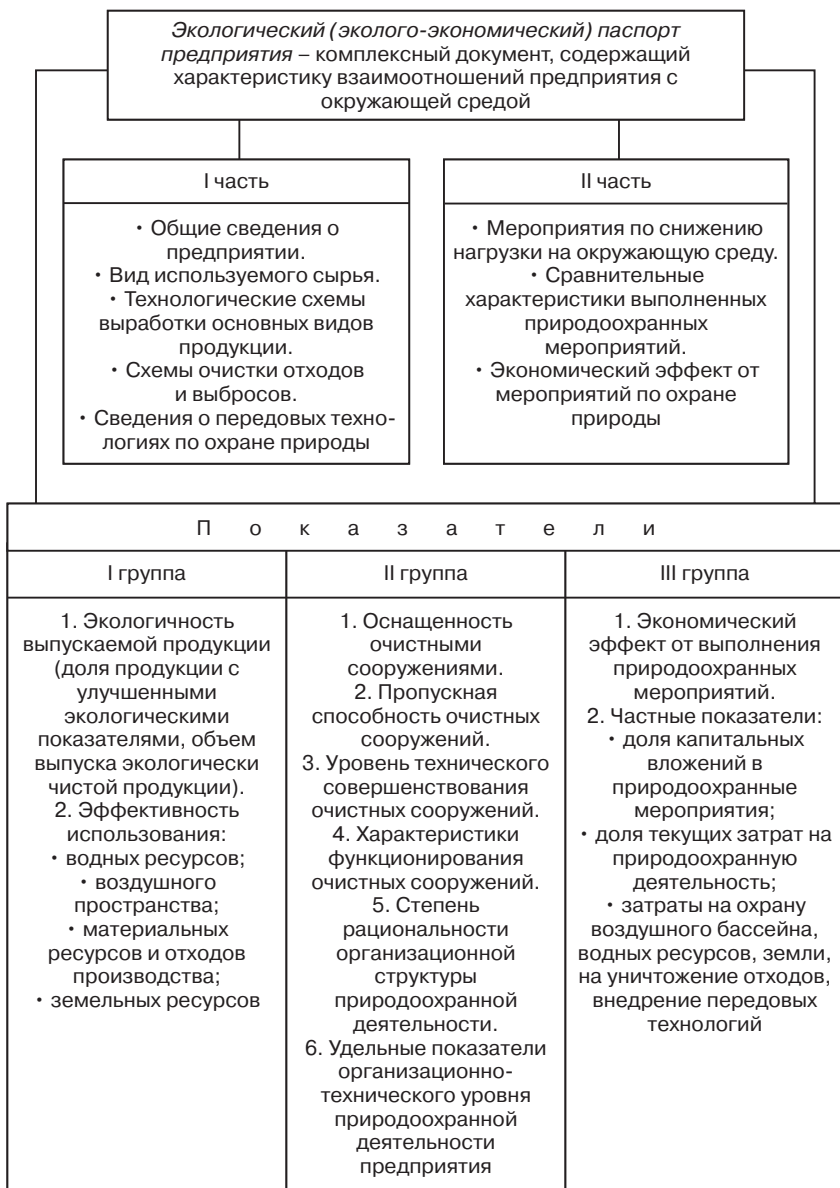 Экологический (эколого-экономический) паспорт
предприятия – комплексный документ, содержащий
характеристику взаимоотношений предприятия с
окружающей средой
I часть
• Общие сведения о
предприятии.
• Вид используемого сырья.
• Технологические схемы
выработки основных видов
продукции.
• Схемы очистки отходов
и выбросов.
• Сведения о передовых техно-
логиях по охране природы
II часть
• Мероприятия по снижению
нагрузки на окружающую среду.
• Сравнительные
характеристики выполненных
природоохранных
мероприятий.
• Экономический эффект от
мероприятий по охране
природы
П о к а з а т е л и
I группа
1. Экологичность
выпускаемой продукции
(доля продукции с
улучшенными
экологическими
показателями, объем
выпуска экологически
чистой продукции).
2. Эффективность
использования:
• водных ресурсов;
• воздушного
пространства;
• материальных
ресурсов и отходов
производства;
• земельных ресурсов
II группа
1. Оснащенность
очистными
сооружениями.
2. Пропускная
способность очистных
сооружений.
3. Уровень технического
совершенствования
очистных сооружений.
4. Характеристики
функционирования
очистных сооружений.
5. Степень
рациональности
организационной
структуры
природоохранной
деятельности.
6. Удельные показатели
организационно-
технического уровня
природоохранной
деятельности
предприятия
III группа
1. Экономический
эффект от выполнения
природоохранных
мероприятий.
2. Частные показатели:
• доля капитальных
вложений в
природоохранные
мероприятия;
• доля текущих затрат на
природоохранную
деятельность;
• затраты на охрану
воздушного бассейна,
водных ресурсов, земли,
на уничтожение отходов,
внедрение передовых
технологий